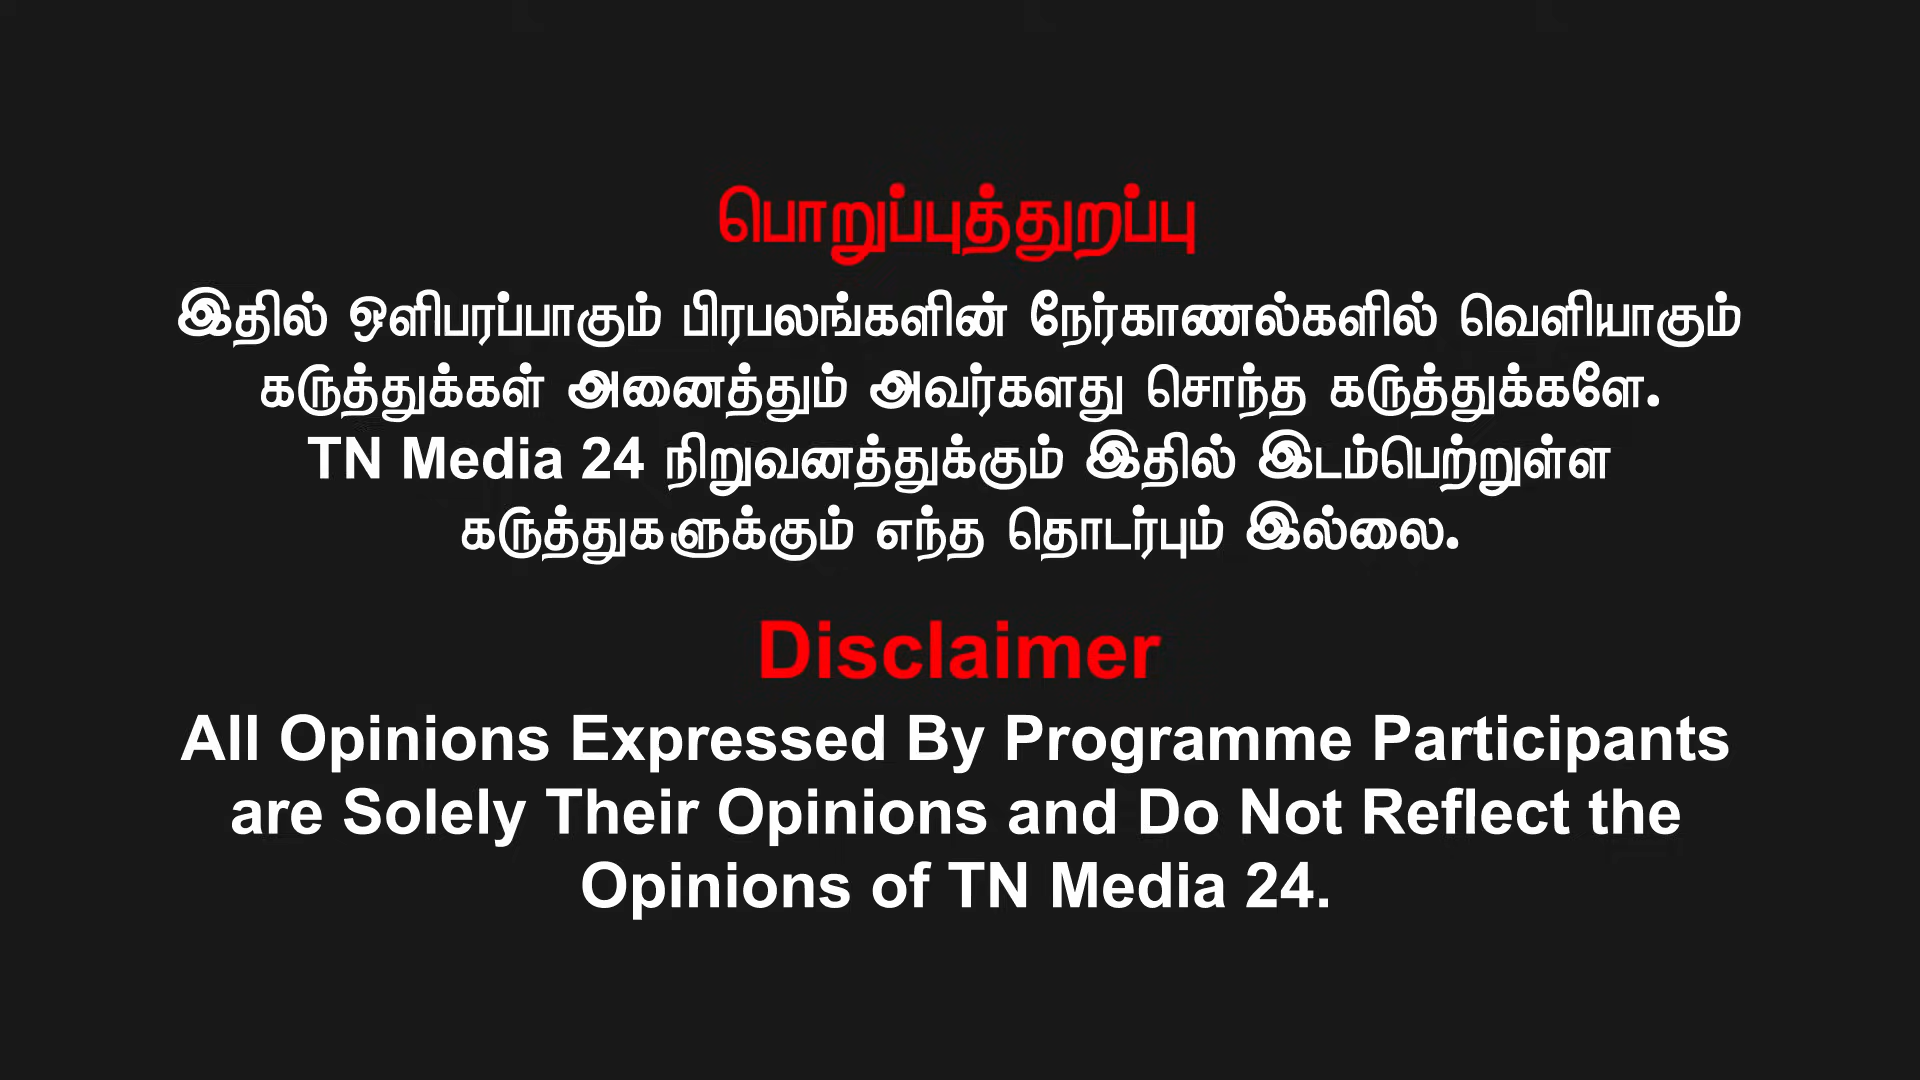 பொறுப்புத்துறப்பு
இதில் ஒளிபரப்பாகும் பிரபலங்களின் நேர்காணல்களில் வெளியாகும்
கருத்துக்கள் அனைத்தும் அவர்களது சொந்த கருத்துக்களே.
TN Media 24 நிறுவனத்துக்கும் இதில் இடம்பெற்றுள்ள
கருத்துகளுக்கும் எந்த தொடர்பும் இல்லை.
Disclaimer
All Opinions Expressed By Programme Participants
are Solely Their Opinions and Do Not Reflect the
Opinions of TN Media 24.